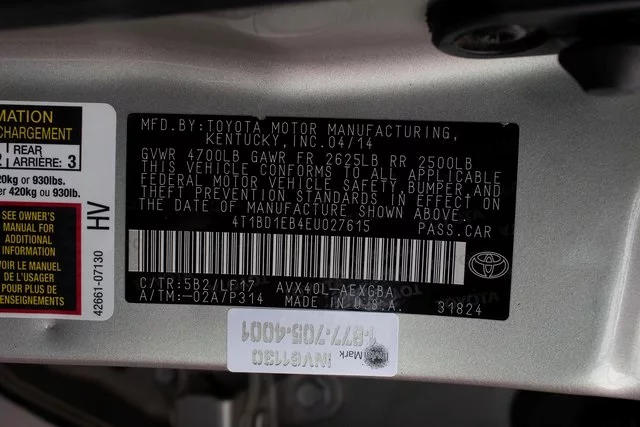 MATION
CHARGEMENT
2 REAR
ARRIÈRE: 3
20kg or 930lbs.
er 420kg ou 930lb.
SEE OWNER'S
MANUAL FOR
ADDITIONAL
INFORMATION
VOIR LE MANUEL
DE L'USAGER
POUR PLUS DE
RENSEIGNEMENTS
42661-07130 HV
MFD.BY: TOYOTA MOTOR MANUFACTURING,
KENTUCKY, INC. 04/14
GVWR 4700LB GAWR FR 2625LB RR 2500LB
THIS VEHICLE CONFORMS TO ALL APPLICABLE
FEDERAL MOTOR VEHICLE SAFETY, BUMPER, AND
THEFT PREVENTION STANDARDS IN EFFECT ON
THE DATE OF MANUFACTURE SHOWN ABOVE.
4T1BD1EB4EU027615 PASS.CAR
C/TR:5B2/LF17 AVX40L-AEXGBA
A/TM:-02A/P314 MADE IN U.S.A. 31824
TOYOTA
1-877-705-4001
INV61130
Mark